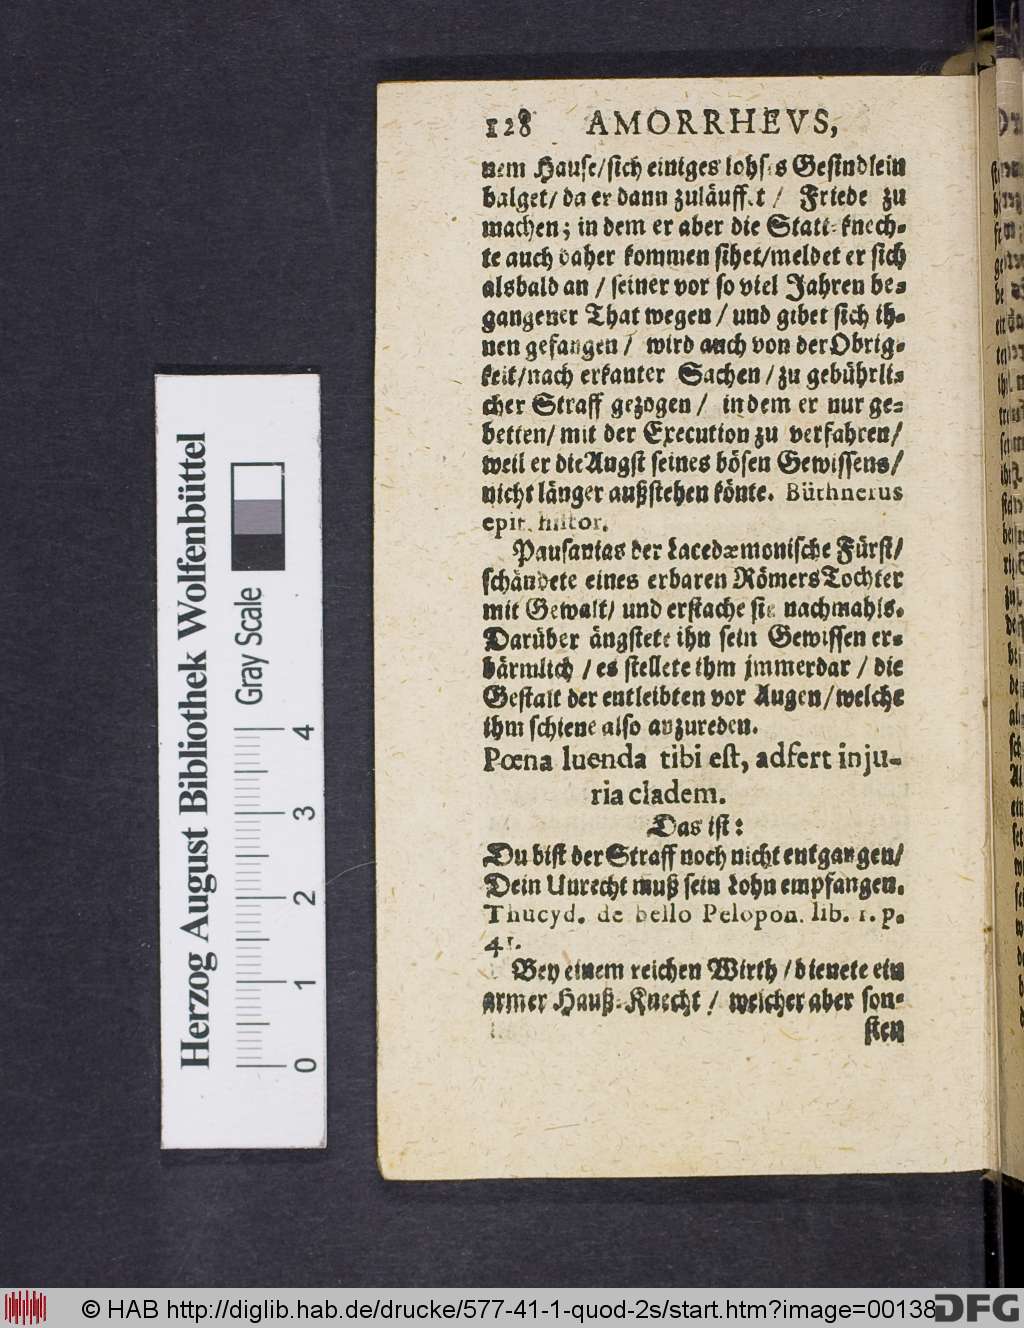 128 AMORRHEVS,
nem Hause/sich einiges lohses Gesindlein
balget/ da er dann zuläufft / Friede zu
machen; in dem er aber die Statt-knech-
te auch daher kommen sihet/meldet er sich
alsbald an / seiner vor so viel Jahren be-
gangener That wegen / und gibet sich ih-
nen gefangen / wird auch von der Obrig-
keit/nach erkanter Sachen / zu gebührli-
cher Straff gezogen / in dem er nur ge-
betten/ mit der Execution zu verfahren/
weil er die Angst seines bösen Gewissens/
nicht länger außstehen könte. Büthnerus
epit. histor.
Pausanias der Lacedæmonische Fürst/
schändete eines erbaren Römers Tochter
mit Gewalt/ und erstache sie nachmahls.
Darüber ängstete ihn sein Gewissen er-
bärmlich / es stellete ihm jmmerdar / die
Gestalt der entleibten vor Augen/welche
ihm schiene also anzureden.
Pœna luenda tibi est, adfert inju-
ria cladem.
Das ist:
Du bist der Straff noch nicht entgangen/
Dein Unrecht muß sein Lohn empfangen.
Thucyd. de bello Pelopon. lib. 1. p.
41.
Bey einem reichen Wirth / dienete ein
armer Hauß-Knecht / welcher aber son-
sten
Herzog August Bibliothek Wolfenbüttel
Gray Scale
0 1 2 3 4
© HAB http://diglib.hab.de/drucke/577-41-1-quod-2s/start.htm?image=00138
DFG